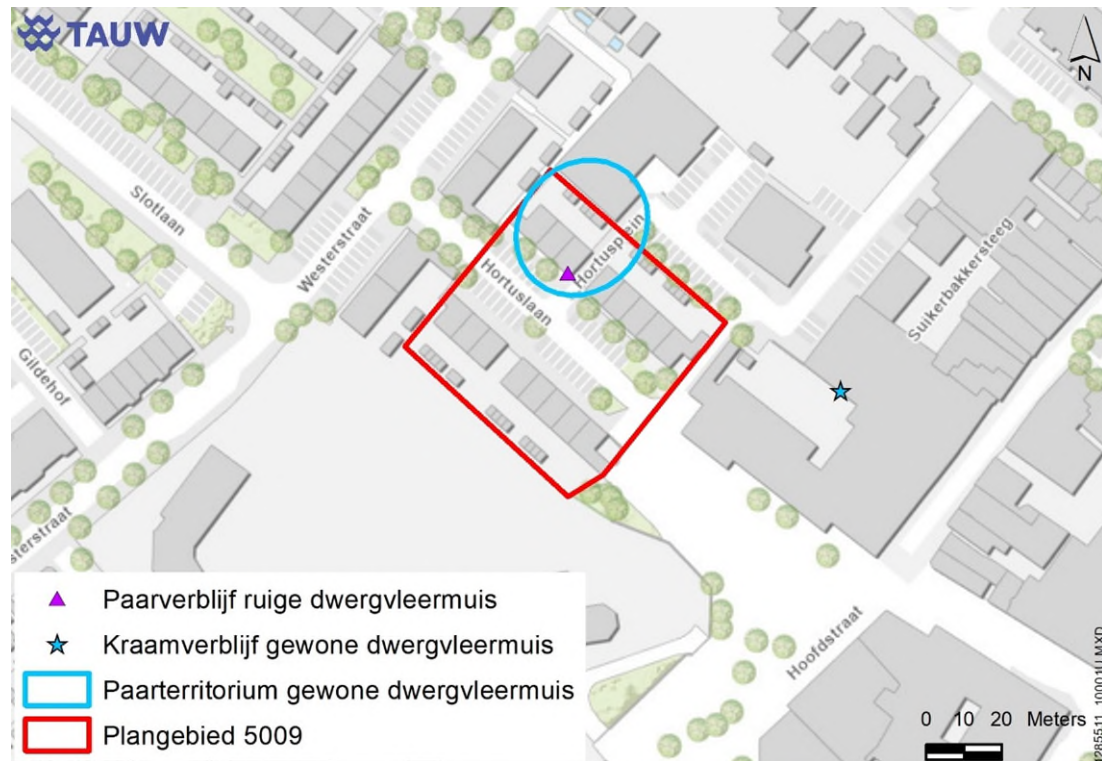 TAUW
N
Slotlaan
Westerstraat
Hortusplein
Hortuslaan
Suikerbakkersteeg
Gildehof
Hoofdstraat
Paarverblijf ruige dwergvleermuis
Kraamverblijf gewone dwergvleermuis
Paarterritorium gewone dwergvleermuis
Plangebied 5009
0 10 20 Meters